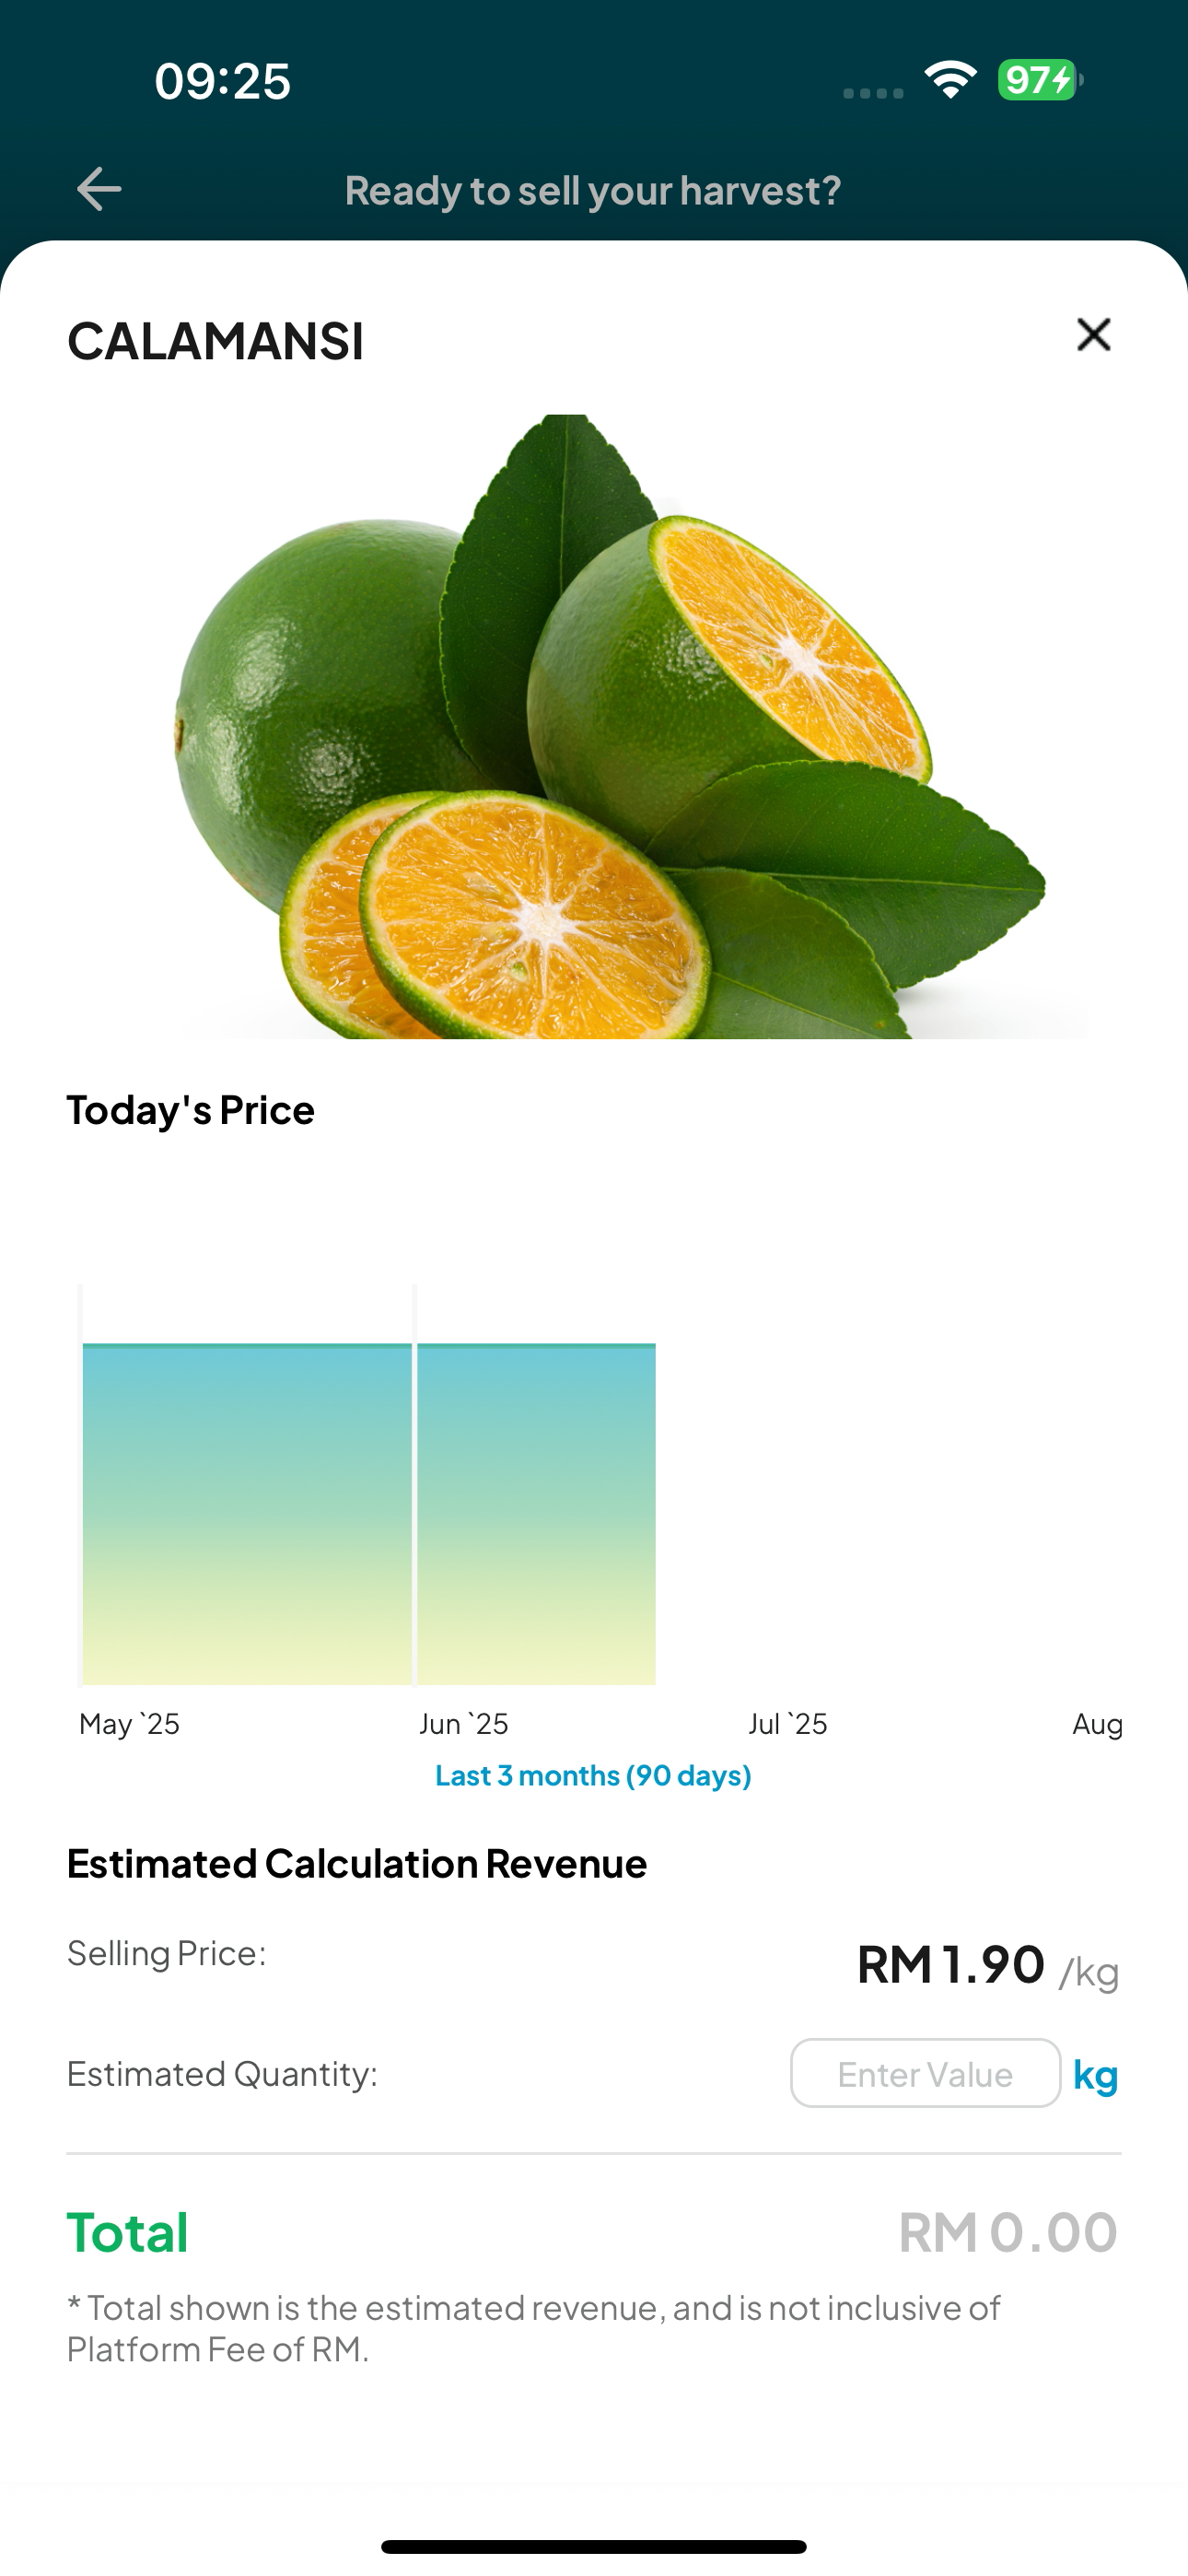 09:25
97
Ready to sell your harvest?
CALAMANSI
Today's Price
May `25 Jun `25 Jul `25 Aug
Last 3 months (90 days)
Estimated Calculation Revenue
Selling Price: RM 1.90 /kg
Estimated Quantity: Enter Value kg
Total RM 0.00
* Total shown is the estimated revenue, and is not inclusive of
Platform Fee of RM.